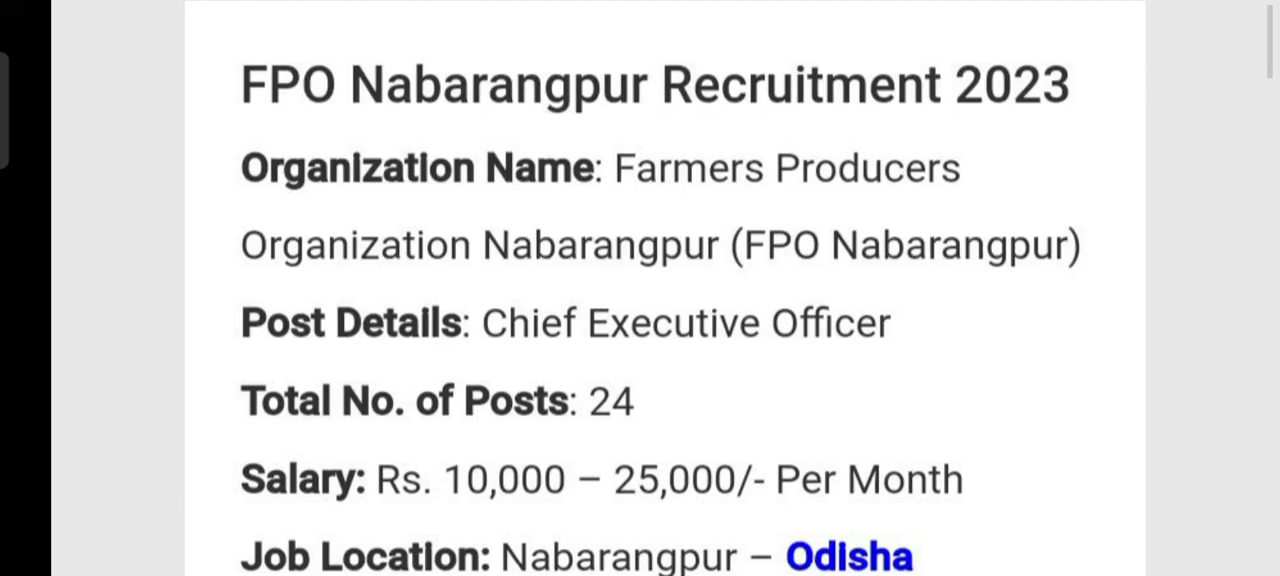 FPO Nabarangpur Recruitment 2023
Organization Name: Farmers Producers
Organization Nabarangpur (FPO Nabarangpur)
Post Details: Chief Executive Officer
Total No. of Posts: 24
Salary: Rs. 10,000 – 25,000/- Per Month
Job Location: Nabarangpur – Odisha